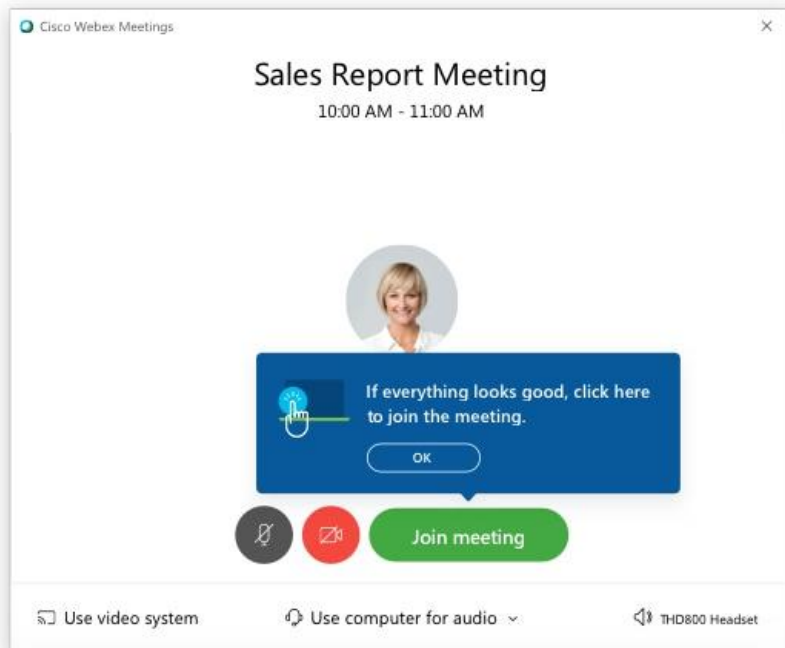 Cisco Webex Meetings
Sales Report Meeting
10:00 AM - 11:00 AM
If everything looks good, click here
to join the meeting.
OK
Join meeting
Use video system
Use computer for audio
THD800 Headset